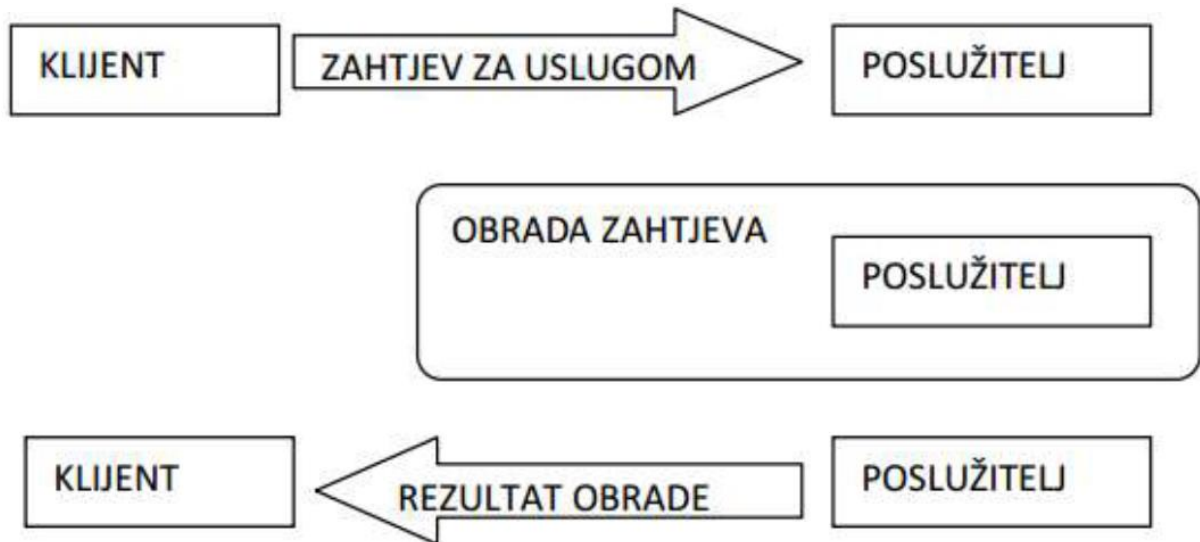 KLIJENT
ZAHTJEV ZA USLUGOM
POSLUŽITELJ
OBRADA ZAHTJEVA
POSLUŽITELJ
KLIJENT
REZULTAT OBRADE
POSLUŽITELJ